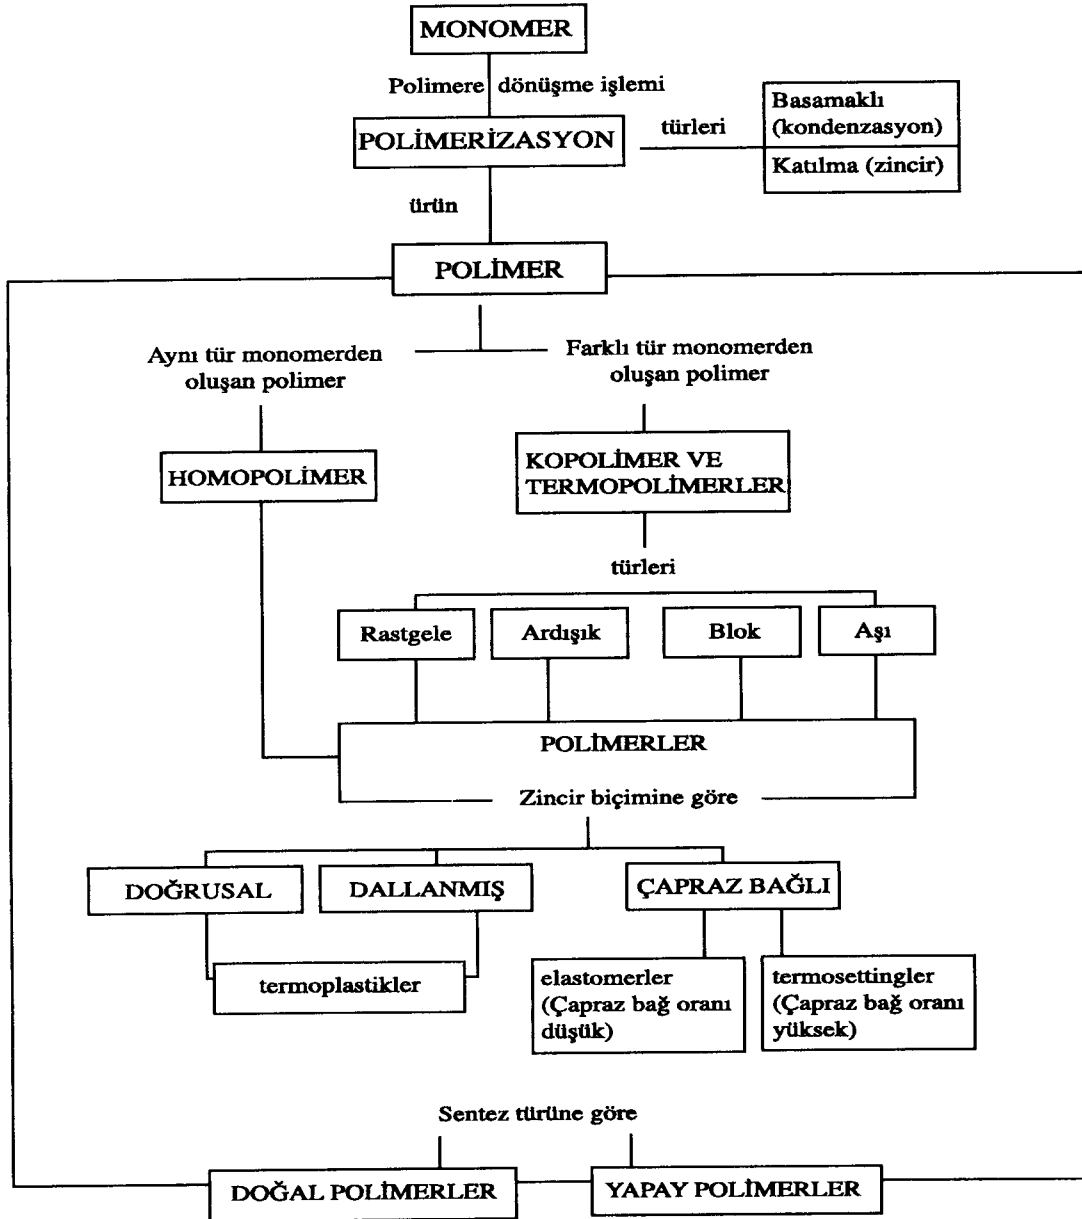 MONOMER
Polimere dönüşme işlemi
POLİMERİZASYON
türleri
Basamaklı
(kondenzasyon)
Katılma (zincir)
ürün
POLİMER
Aynı tür monomerden
oluşan polimer
Farklı tür monomerden
oluşan polimer
HOMOPOLİMER
KOPOLİMER VE
TERMOPOLİMERLER
türleri
Rastgele
Ardışık
Blok
Aşı
POLİMERLER
Zincir biçimine göre
DOĞRUSAL
DALLANMIŞ
ÇAPRAZ BAĞLI
termoplastikler
elastomerler
(Çapraz bağ oranı
düşük)
termosettingler
(Çapraz bağ oranı
yüksek)
Sentez türüne göre
DOĞAL POLİMERLER
YAPAY POLİMERLER